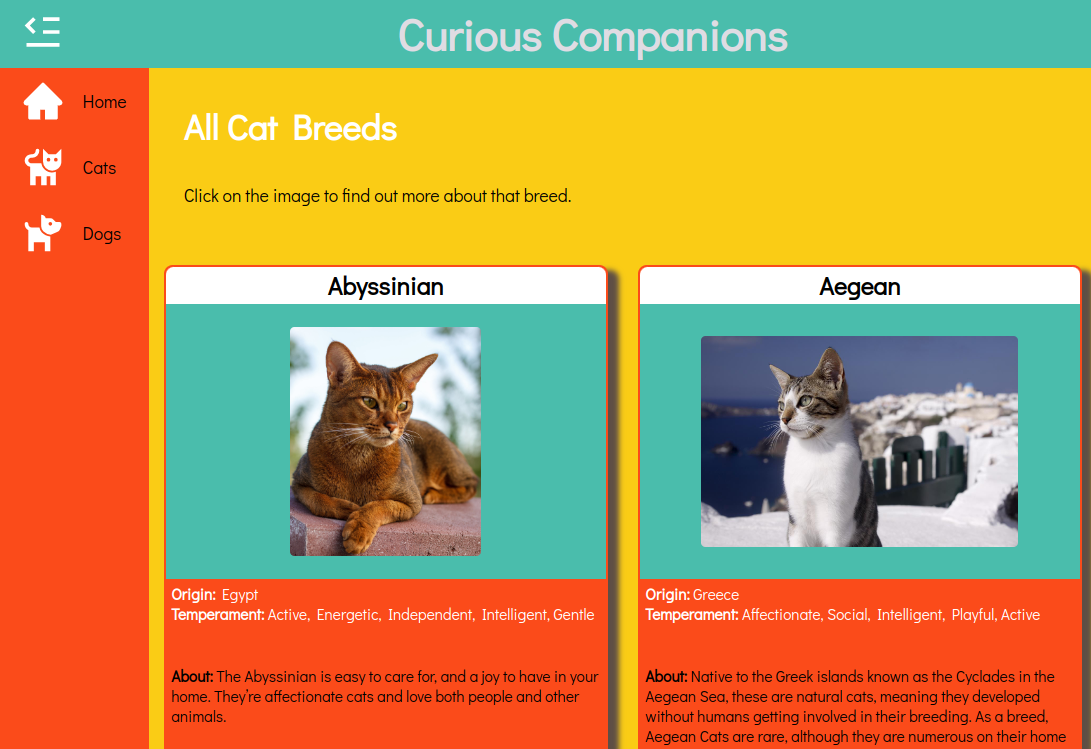 Curious Companions
Home
Cats
Dogs
All Cat Breeds
Click on the image to find out more about that breed.
Abyssinian
Origin: Egypt
Temperament: Active, Energetic, Independent, Intelligent, Gentle
About: The Abyssinian is easy to care for, and a joy to have in your
home. They're affectionate cats and love both people and other
animals.
Aegean
Origin: Greece
Temperament: Affectionate, Social, Intelligent, Playful, Active
About: Native to the Greek islands known as the Cyclades in the
Aegean Sea, these are natural cats, meaning they developed
without humans getting involved in their breeding. As a breed,
Aegean Cats are rare, although they are numerous on their home